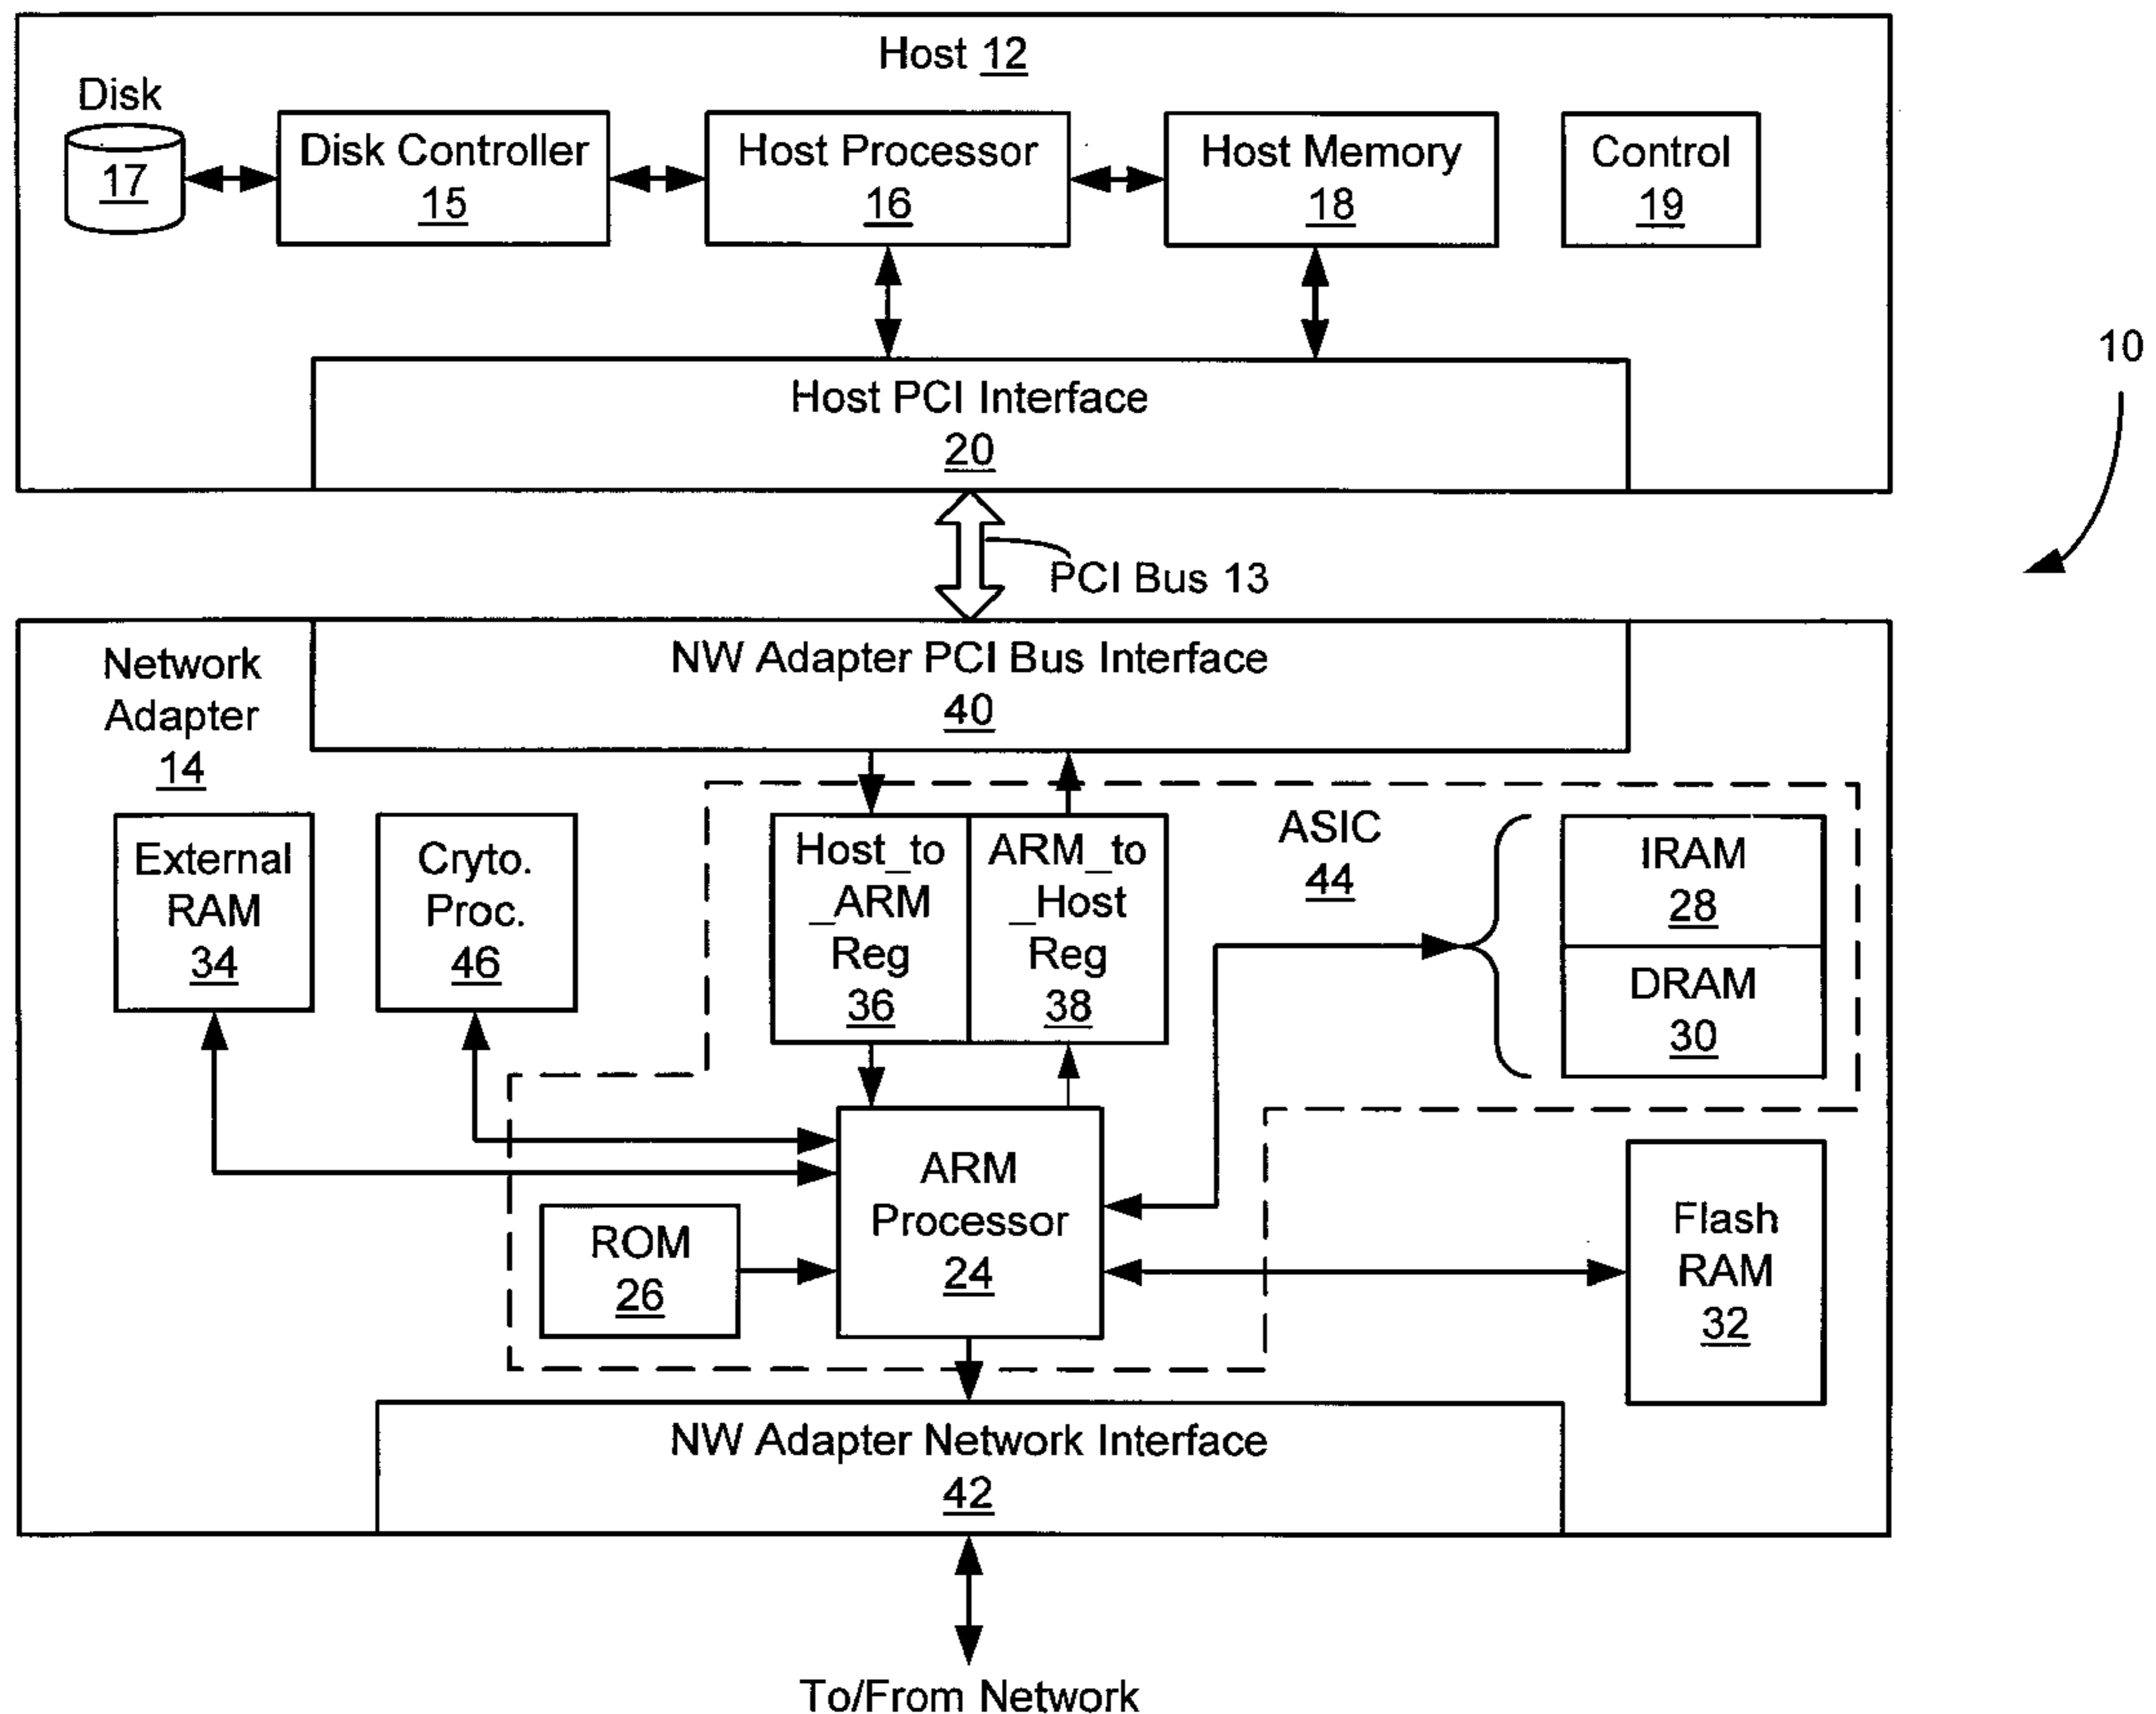 Host 12
Disk
17
Disk Controller
15
Host Processor
16
Host Memory
18
Control
19
Host PCI Interface
20
10
PCI Bus 13
NW Adapter PCI Bus Interface
40
Network
Adapter
14
External
RAM
34
Cryto.
Proc.
46
Host_to
_ARM
Reg
36
ARM_to
_Host
Reg
38
ASIC
44
IRAM
28
DRAM
30
ARM
Processor
24
ROM
26
Flash
RAM
32
NW Adapter Network Interface
42
To/From Network